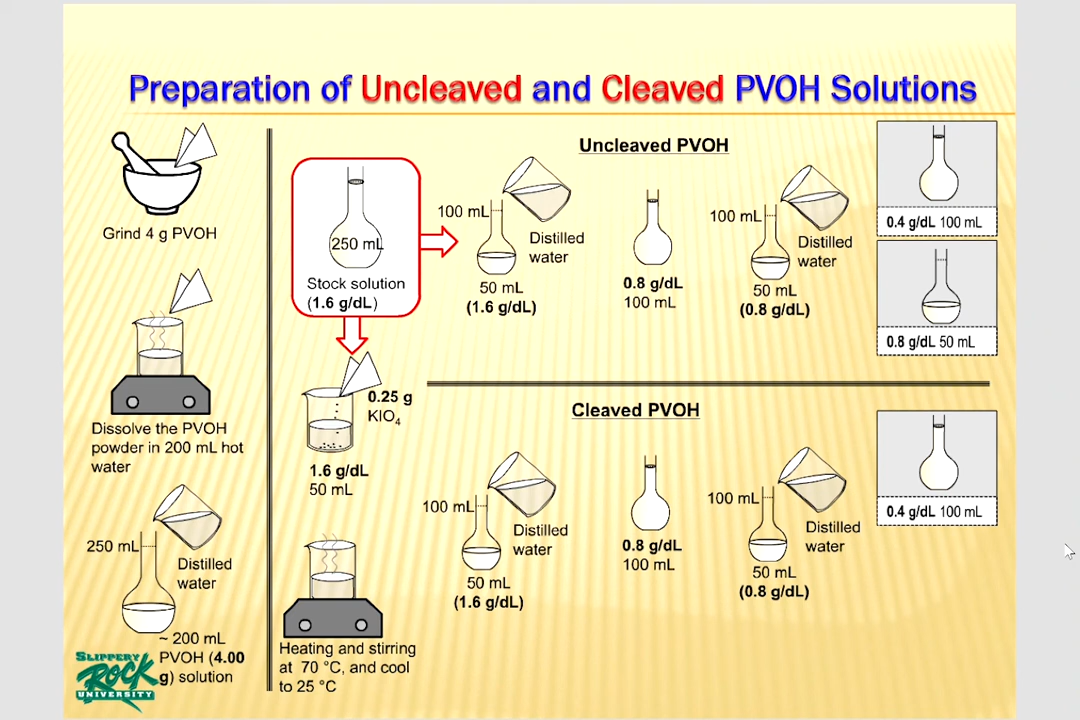 Preparation of Uncleaved and Cleaved PVOH Solutions
Grind 4 g PVOH
Dissolve the PVOH
powder in 200 mL hot
water
250 mL
Distilled
water
~ 200 mL
PVOH (4.00
g) solution
SLIPPERY
ROCK
UNIVERSITY
250 mL
Stock solution
(1.6 g/dL)
Uncleaved PVOH
100 mL
Distilled
water
50 mL
(1.6 g/dL)
0.8 g/dL
100 mL
100 mL
Distilled
water
50 mL
(0.8 g/dL)
0.4 g/dL 100 mL
0.8 g/dL 50 mL
0.25 g
KIO4
1.6 g/dL
50 mL
Heating and stirring
at 70 °C, and cool
to 25 °C
Cleaved PVOH
100 mL
Distilled
water
50 mL
(1.6 g/dL)
0.8 g/dL
100 mL
100 mL
Distilled
water
50 mL
(0.8 g/dL)
0.4 g/dL 100 mL